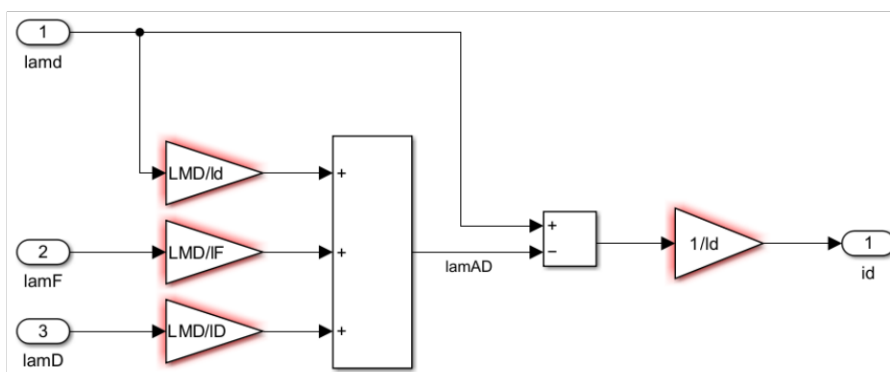 1
lamd
LMD/ld
+
2
lamF
LMD/lF
+
lamAD
+
−
1/ld
1
id
3
lamD
LMD/lD
+